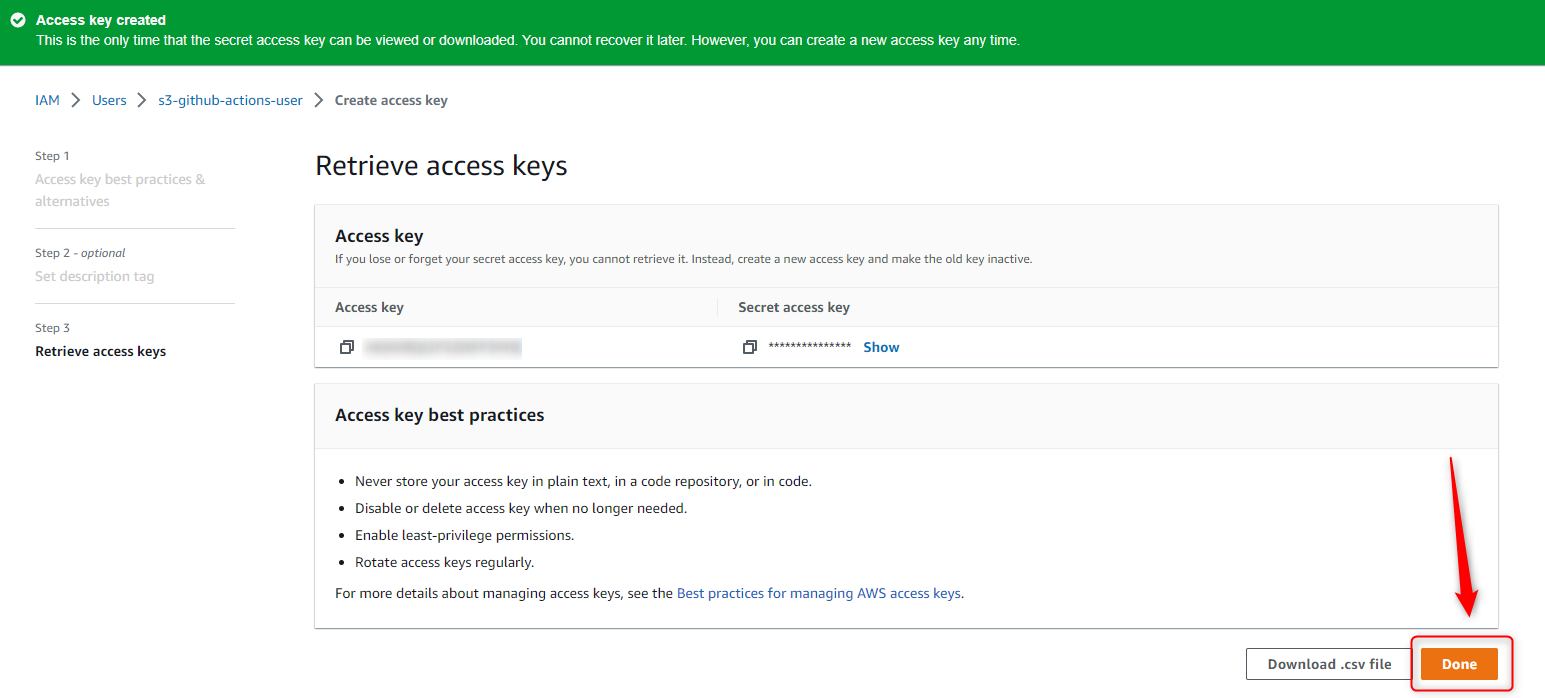 Access key created
This is the only time that the secret access key can be viewed or downloaded. You cannot recover it later. However, you can create a new access key any time.
IAM > Users > s3-github-actions-user > Create access key
Step 1
Access key best practices &
alternatives
Step 2 - optional
Set description tag
Step 3
Retrieve access keys
Retrieve access keys
Access key
If you lose or forget your secret access key, you cannot retrieve it. Instead, create a new access key and make the old key inactive.
Access key
Secret access key
*************** Show
Access key best practices
• Never store your access key in plain text, in a code repository, or in code.
• Disable or delete access key when no longer needed.
• Enable least-privilege permissions.
• Rotate access keys regularly.
For more details about managing access keys, see the Best practices for managing AWS access keys.
Download .csv file
Done